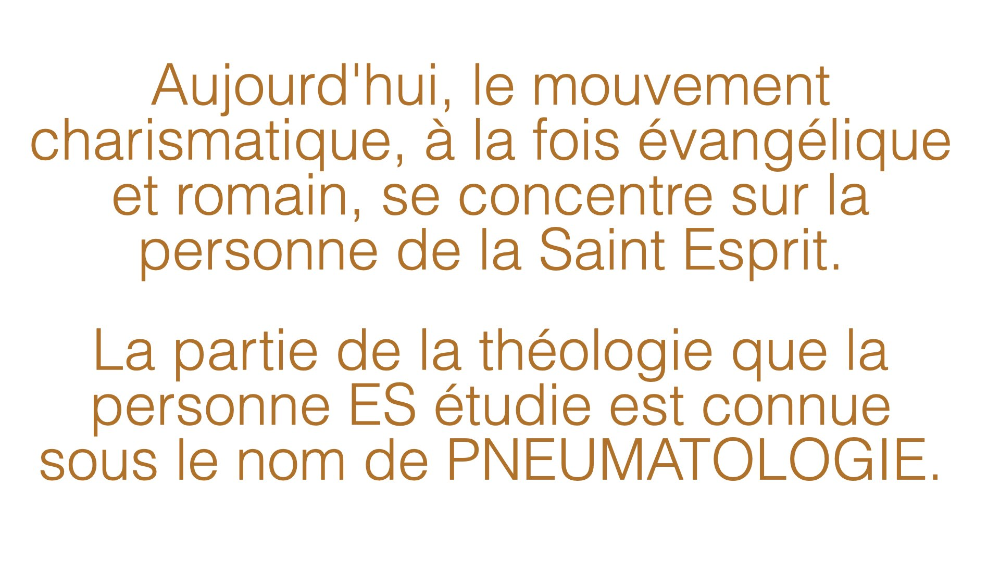 Aujourd'hui, le mouvement
charismatique, à la fois évangélique
et romain, se concentre sur la
personne de la Saint Esprit.
La partie de la théologie que la
personne ES étudie est connue
sous le nom de PNEUMATOLOGIE.